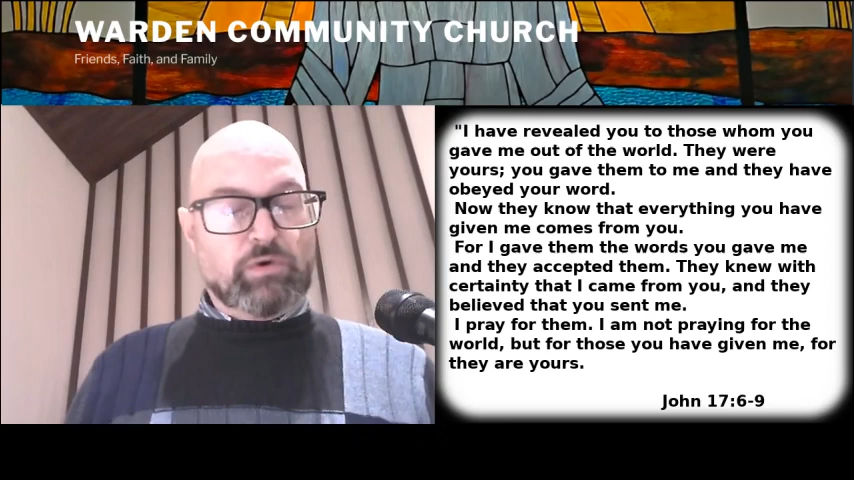 WARDEN COMMUNITY CHURCH
Friends, Faith, and Family
"I have revealed you to those whom you
gave me out of the world. They were
yours; you gave them to me and they have
obeyed your word.
Now they know that everything you have
given me comes from you.
For I gave them the words you gave me
and they accepted them. They knew with
certainty that I came from you, and they
believed that you sent me.
I pray for them. I am not praying for the
world, but for those you have given me, for
they are yours.
John 17:6-9